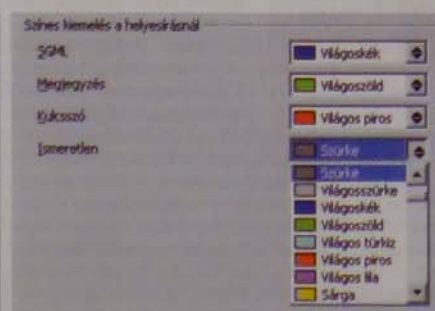 Színes kiemelés a helyesírásnál
SGML Világoskék
Megjegyzés Világoszöld
Kulcsszó Világos piros
Ismeretlen Szürke
Szürke
Világosszürke
Világoskék
Világoszöld
Világos türkiz
Világos piros
Világos lila
Sárga